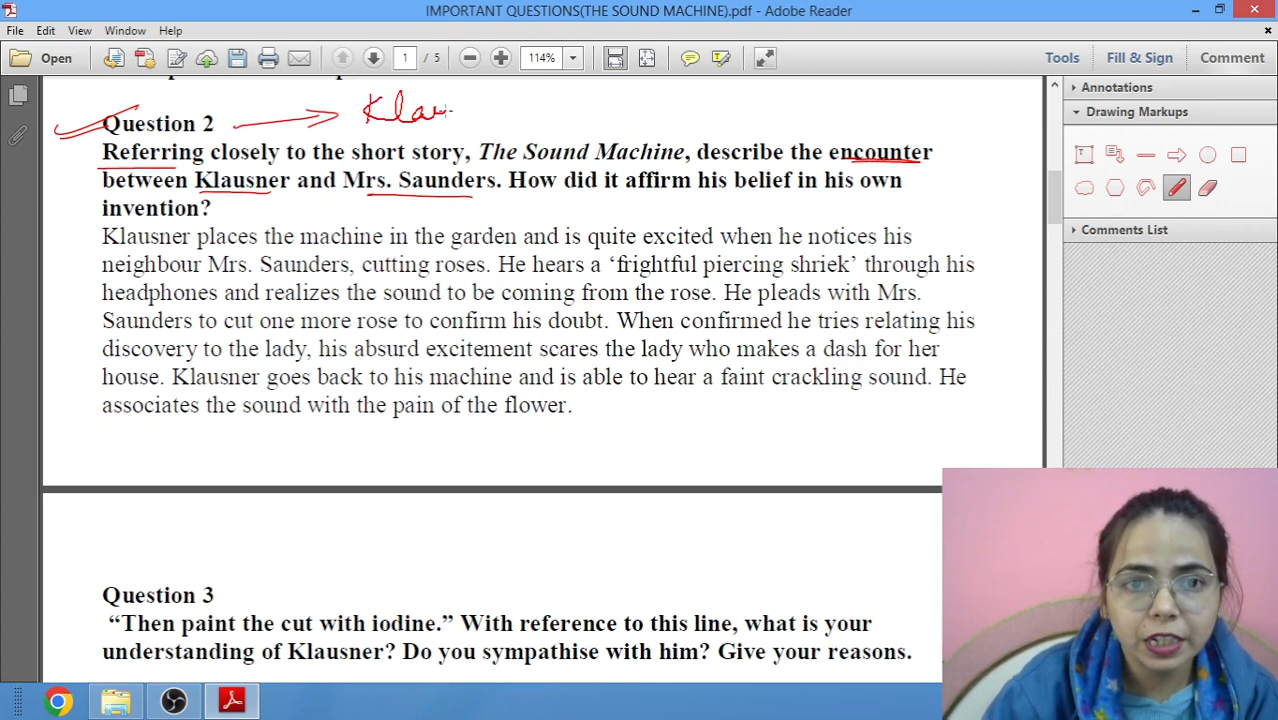 IMPORTANT QUESTIONS(THE SOUND MACHINE).pdf - Adobe Reader
File Edit View Window Help
Open 1 / 5 114% Tools Fill & Sign Comment
Klau
Question 2
Referring closely to the short story, The Sound Machine, describe the encounter
between Klausner and Mrs. Saunders. How did it affirm his belief in his own
invention?
Klausner places the machine in the garden and is quite excited when he notices his
neighbour Mrs. Saunders, cutting roses. He hears a ‘frightful piercing shriek’ through his
headphones and realizes the sound to be coming from the rose. He pleads with Mrs.
Saunders to cut one more rose to confirm his doubt. When confirmed he tries relating his
discovery to the lady, his absurd excitement scares the lady who makes a dash for her
house. Klausner goes back to his machine and is able to hear a faint crackling sound. He
associates the sound with the pain of the flower.
Question 3
“Then paint the cut with iodine.” With reference to this line, what is your
understanding of Klausner? Do you sympathise with him? Give your reasons.
Annotations
Drawing Markups
T
Comments List